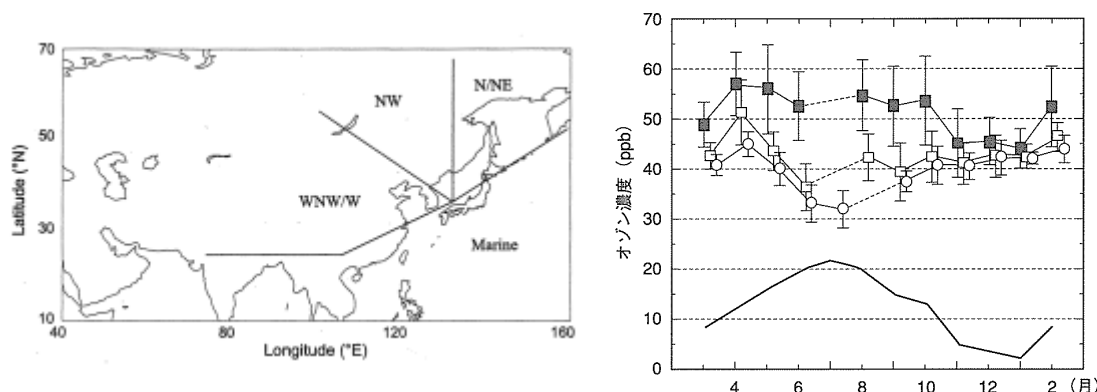 70
50
30
10
Latitude (°N)
NW
N/NE
WNW/W
Marine
40
80
120
160
Longitude (°E)
70
60
50
40
30
20
10
0
オゾン濃度 (ppb)
4
6
8
10
12
2
(月)